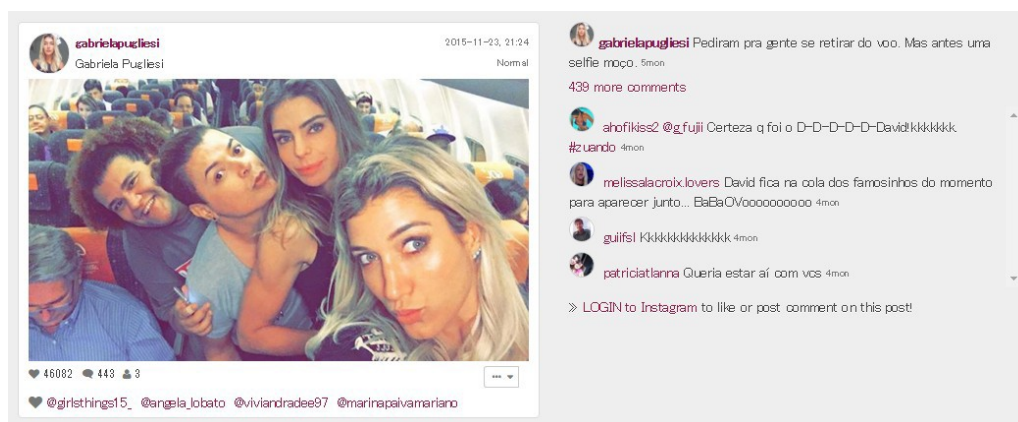 gabrielapugliesi
2015-11-23, 21:24
Gabriela Pugliesi
Normal
46082 443 3
@girlsthings15_ @angela_lobato @viviandradee97 @marinapaivamariano
gabrielapugliesi Pediram pra gente se retirar do voo. Mas antes uma
selfie moço. 5mon
439 more comments
ahofikiss2 @g_fujii Certeza q foi o D-D-D-D-D-David!kkkkkkk.
#zuando 4mon
melissalacroix.lovers David fica na cola dos famosinhos do momento
para aparecer junto... BaBaOVoooooooooo 4mon
guiifsl Kkkkkkkkkkkkkk 4mon
patriciatlanna Queria estar aí com vcs 4mon
» LOGIN to Instagram to like or post comment on this post!